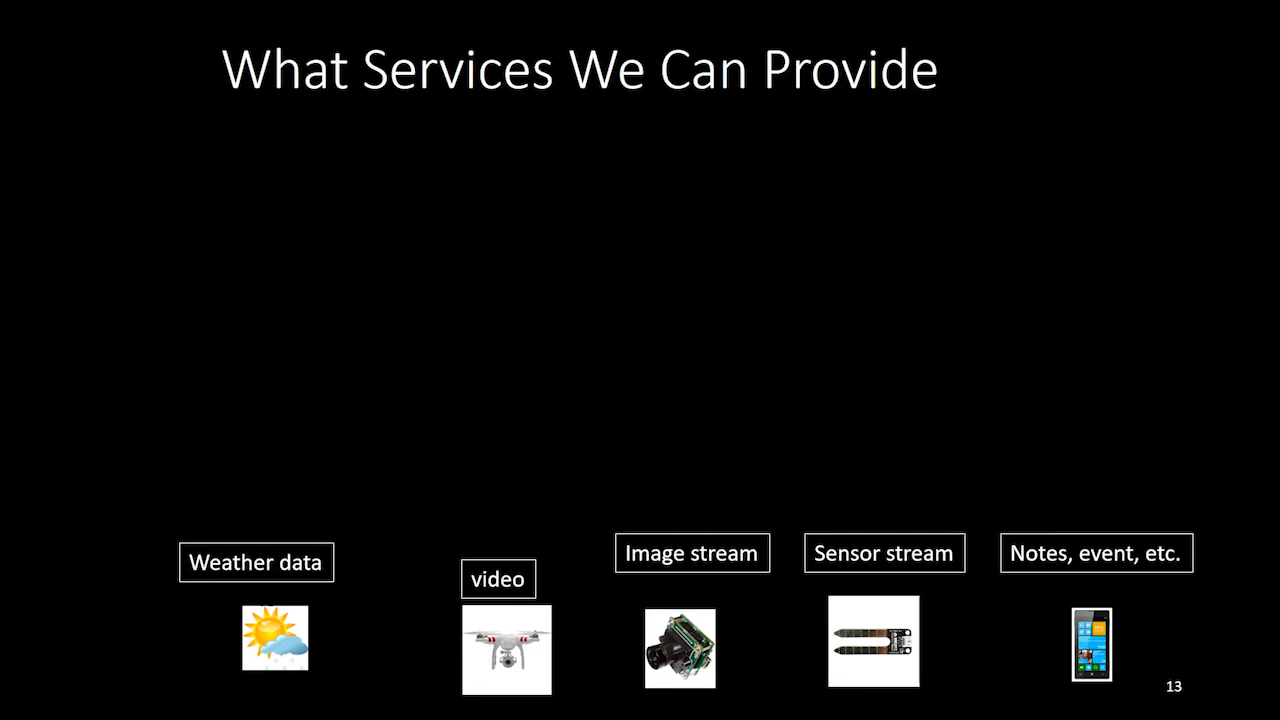 What Services We Can Provide
Weather data
video
Image stream
Sensor stream
Notes, event, etc.
13